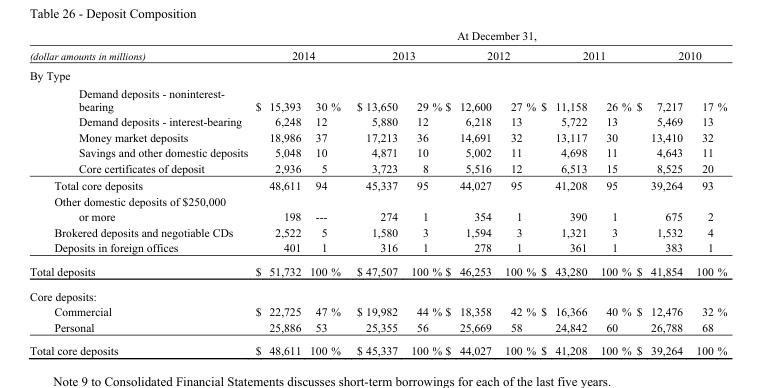 Table 26 - Deposit Composition
At December 31,
(dollar amounts in millions) 2014 2013 2012 2011 2010
By Type
Demand deposits - noninterest-
bearing $ 15,393 30 % $ 13,650 29 % $ 12,600 27 % $ 11,158 26 % $ 7,217 17 %
Demand deposits - interest-bearing 6,248 12 5,880 12 6,218 13 5,722 13 5,469 13
Money market deposits 18,986 37 17,213 36 14,691 32 13,117 30 13,410 32
Savings and other domestic deposits 5,048 10 4,871 10 5,002 11 4,698 11 4,643 11
Core certificates of deposit 2,936 5 3,723 8 5,516 12 6,513 15 8,525 20
Total core deposits 48,611 94 45,337 95 44,027 95 41,208 95 39,264 93
Other domestic deposits of $250,000
or more 198 --- 274 1 354 1 390 1 675 2
Brokered deposits and negotiable CDs 2,522 5 1,580 3 1,594 3 1,321 3 1,532 4
Deposits in foreign offices 401 1 316 1 278 1 361 1 383 1
Total deposits $ 51,732 100 % $ 47,507 100 % $ 46,253 100 % $ 43,280 100 % $ 41,854 100 %
Core deposits:
Commercial $ 22,725 47 % $ 19,982 44 % $ 18,358 42 % $ 16,366 40 % $ 12,476 32 %
Personal 25,886 53 25,355 56 25,669 58 24,842 60 26,788 68
Total core deposits $ 48,611 100 % $ 45,337 100 % $ 44,027 100 % $ 41,208 100 % $ 39,264 100 %
Note 9 to Consolidated Financial Statements discusses short-term borrowings for each of the last five years.